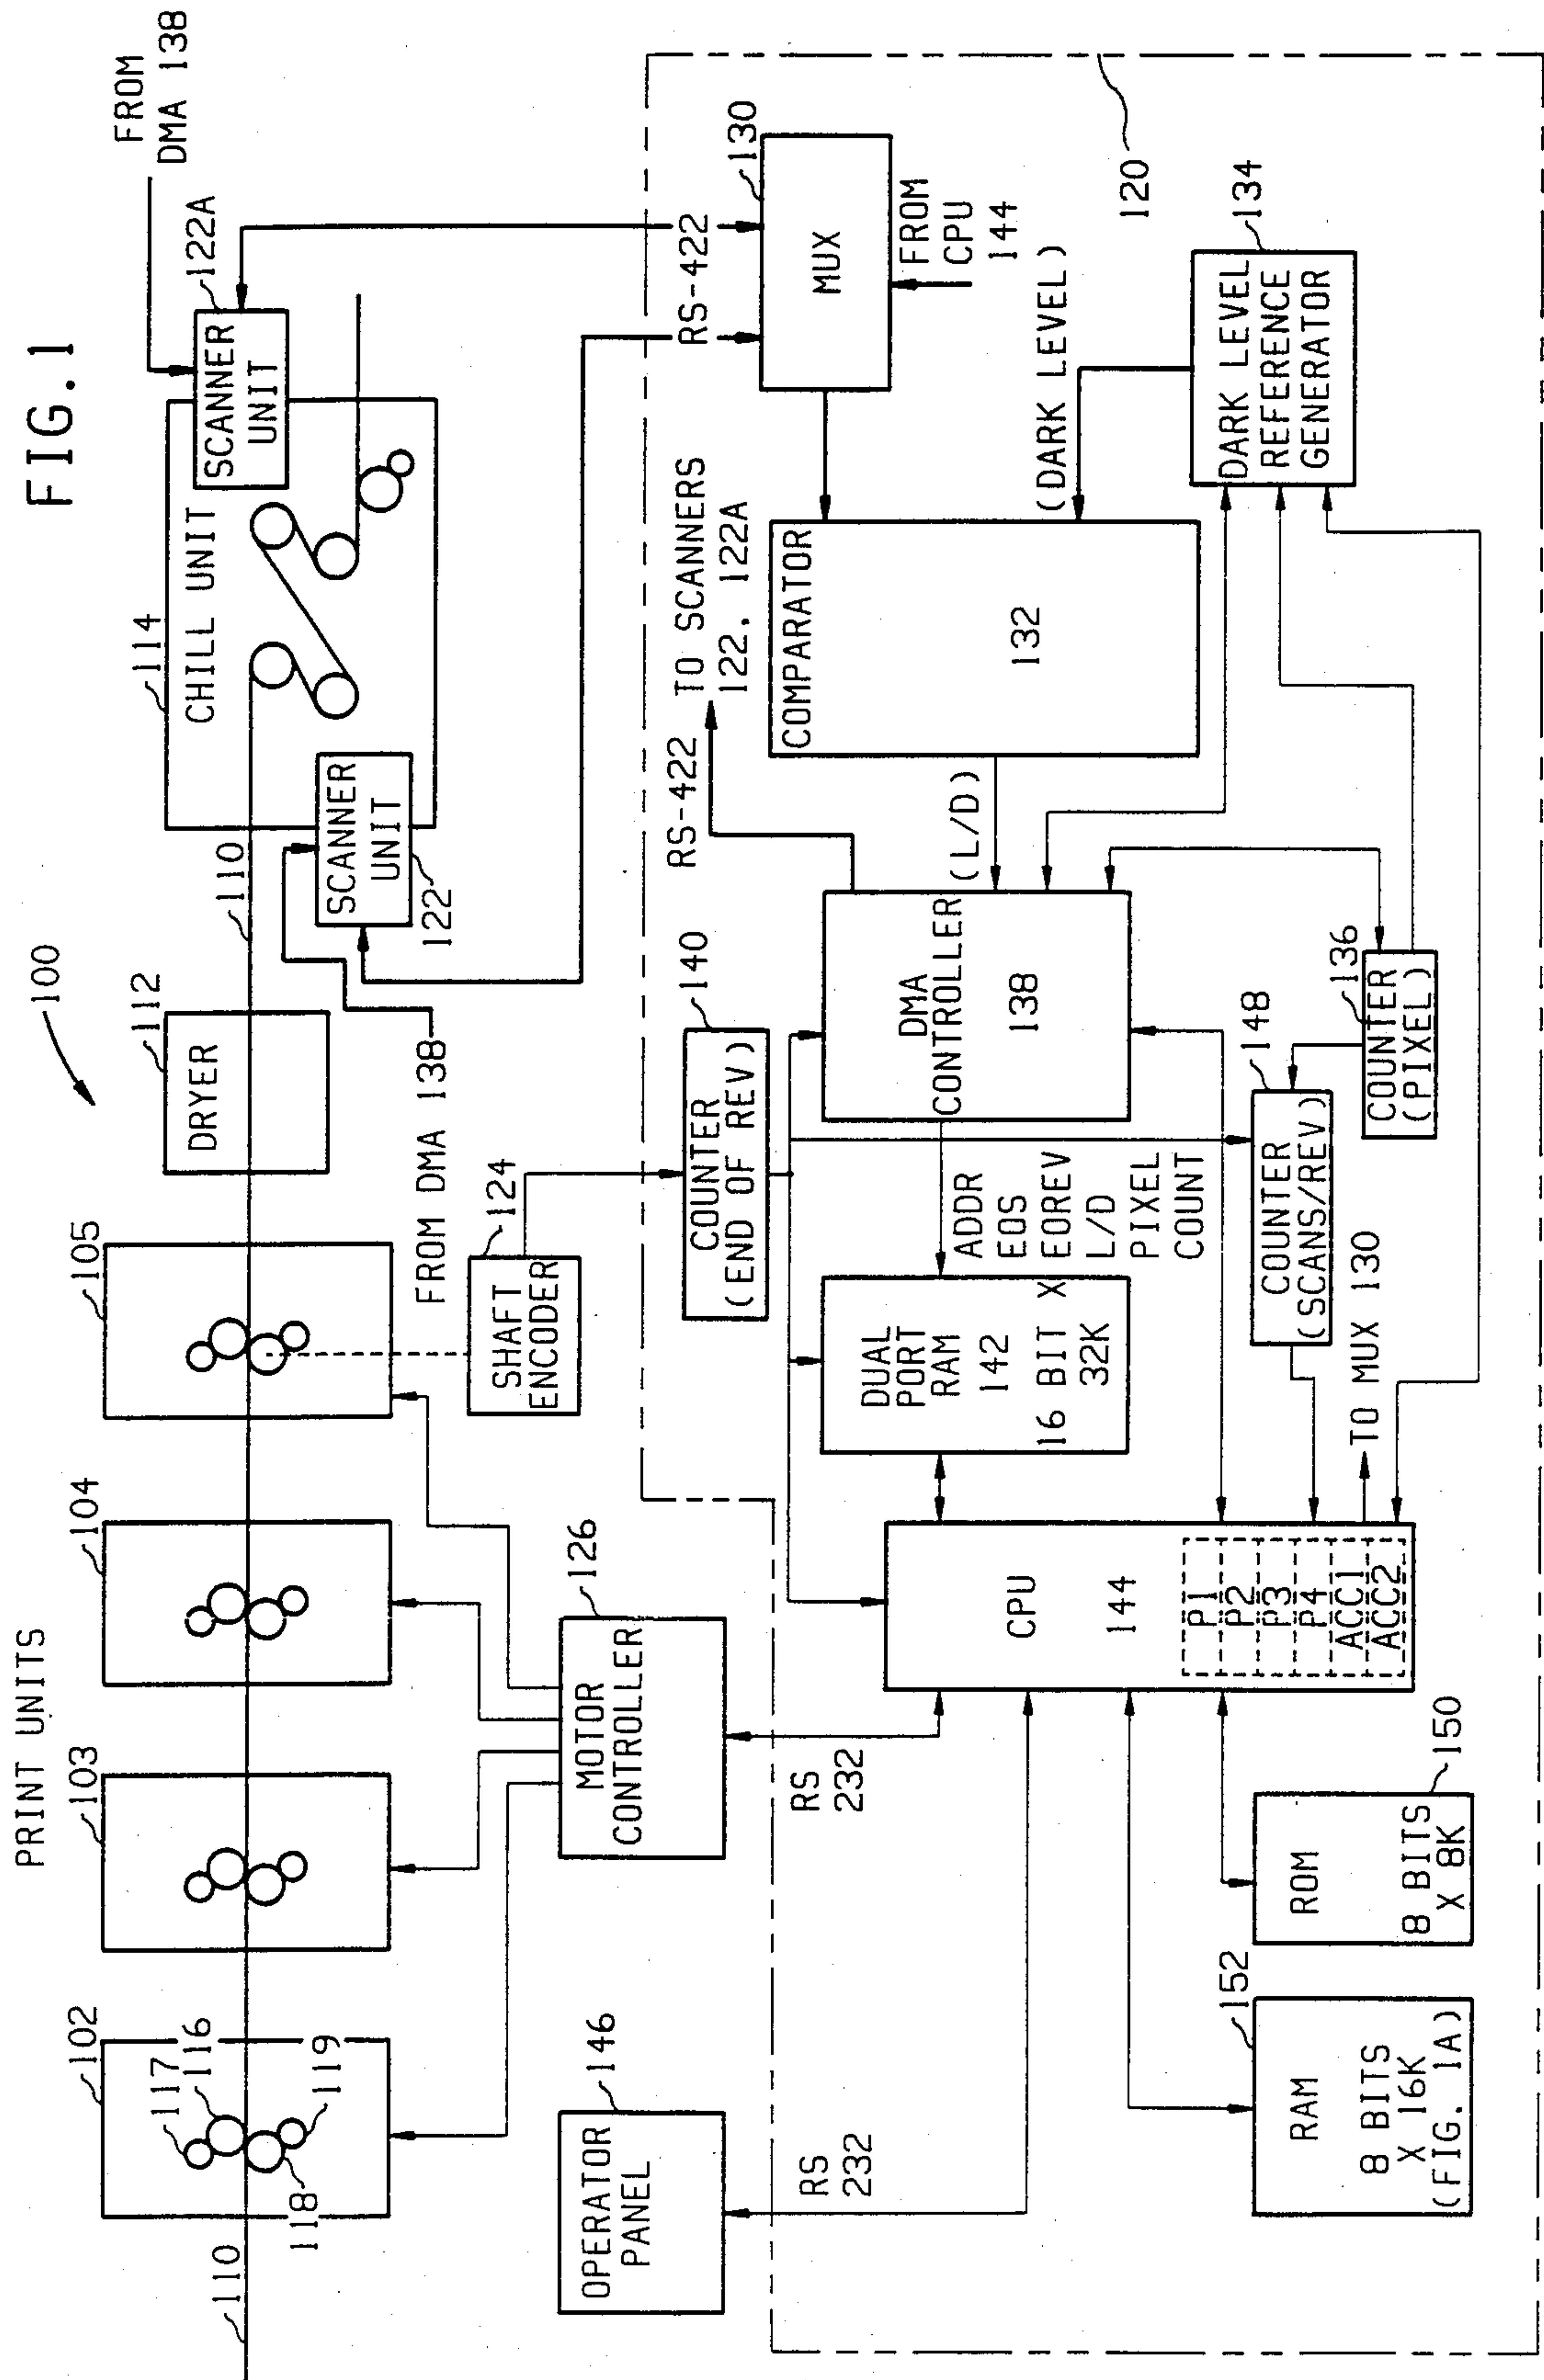 FIG.1
PRINT UNITS
100
102
103
104
105
112
114
110
110
117
116
118
119
DRYER
CHILL UNIT
SCANNER
UNIT
122
SCANNER
UNIT
122A
FROM
DMA 138
FROM DMA 138
SHAFT
ENCODER
124
MOTOR
CONTROLLER
126
OPERATOR
PANEL
146
RS
232
RS
232
RS-422
RS-422
TO SCANNERS
122, 122A
COUNTER
(END OF REV)
140
MUX
130
FROM
CPU
144
120
COMPARATOR
132
(DARK LEVEL)
DARK LEVEL
REFERENCE
GENERATOR
134
(L/D)
DMA
CONTROLLER
138
ADDR
EOS
EOREV
L/D
PIXEL
COUNT
DUAL
PORT
RAM
142
16 BIT X
32K
COUNTER
(PIXEL)
136
COUNTER
(SCANS/REV)
148
TO MUX 130
CPU
144
P1
P2
P3
P4
ACC1
ACC2
ROM
8 BITS
X 8K
150
RAM
8 BITS
X 16K
(FIG. 1A)
152